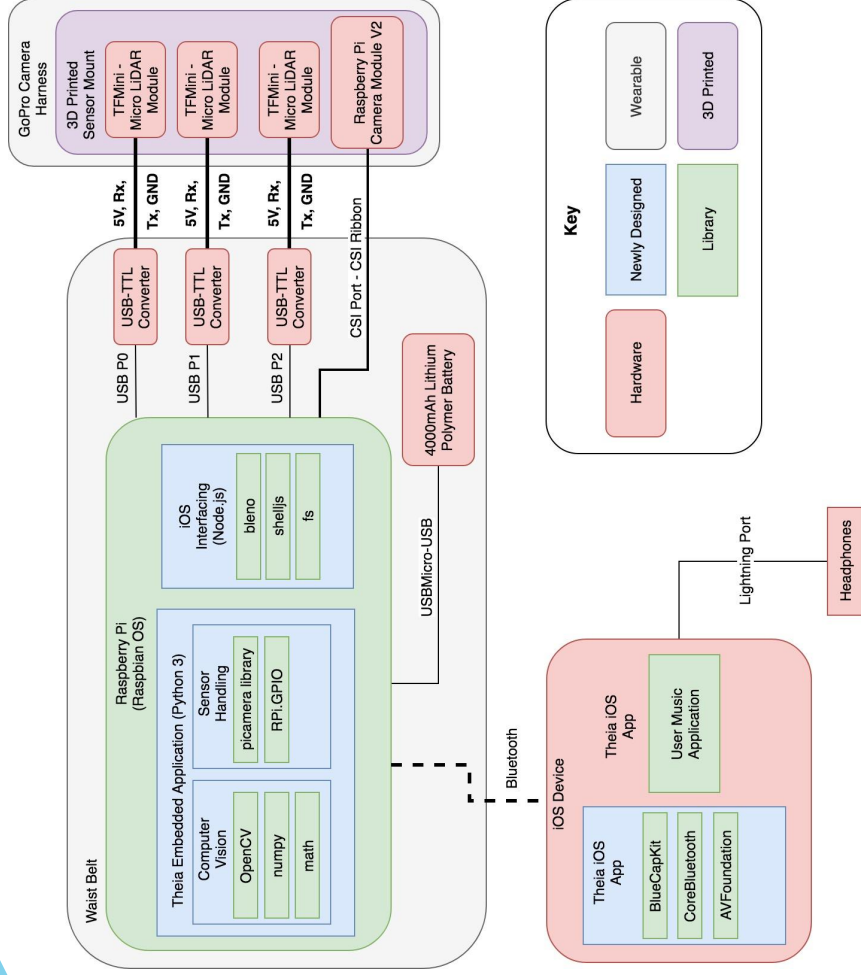 Waist Belt
Raspberry Pi
(Raspbian OS)
Theia Embedded Application (Python 3)
Computer
Vision
OpenCV
numpy
math
Sensor
Handling
picamera library
RPi.GPIO
iOS
Interfacing
(Node.js)
bleno
shelljs
fs
USB P0
USB P1
USB P2
USB-TTL
Converter
USB-TTL
Converter
USB-TTL
Converter
5V, Rx,
Tx, GND
5V, Rx,
Tx, GND
5V, Rx,
Tx, GND
CSI Port - CSI Ribbon
GoPro Camera
Harness
3D Printed
Sensor Mount
TFMini -
Micro LiDAR
Module
TFMini -
Micro LiDAR
Module
TFMini -
Micro LiDAR
Module
Raspberry Pi
Camera Module V2
USBMicro-USB
4000mAh Lithium
Polymer Battery
Bluetooth
iOS Device
Theia iOS
App
BlueCapKit
CoreBluetooth
AVFoundation
Theia iOS
App
User Music
Application
Lightning Port
Headphones
Key
Hardware
Newly Designed
Wearable
Library
3D Printed